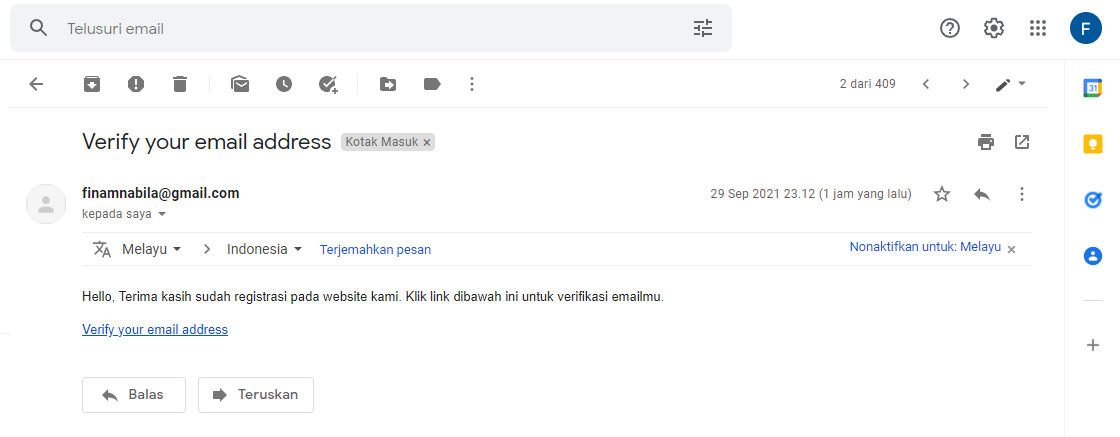 Telusuri email
F
2 dari 409
31
Verify your email address Kotak Masuk ×
finamnabila@gmail.com
29 Sep 2021 23.12 (1 jam yang lalu)
kepada saya
Melayu
Indonesia
Terjemahkan pesan
Nonaktifkan untuk: Melayu ×
Hello, Terima kasih sudah registrasi pada website kami. Klik link dibawah ini untuk verifikasi emailmu.
Verify your email address
Balas
Teruskan